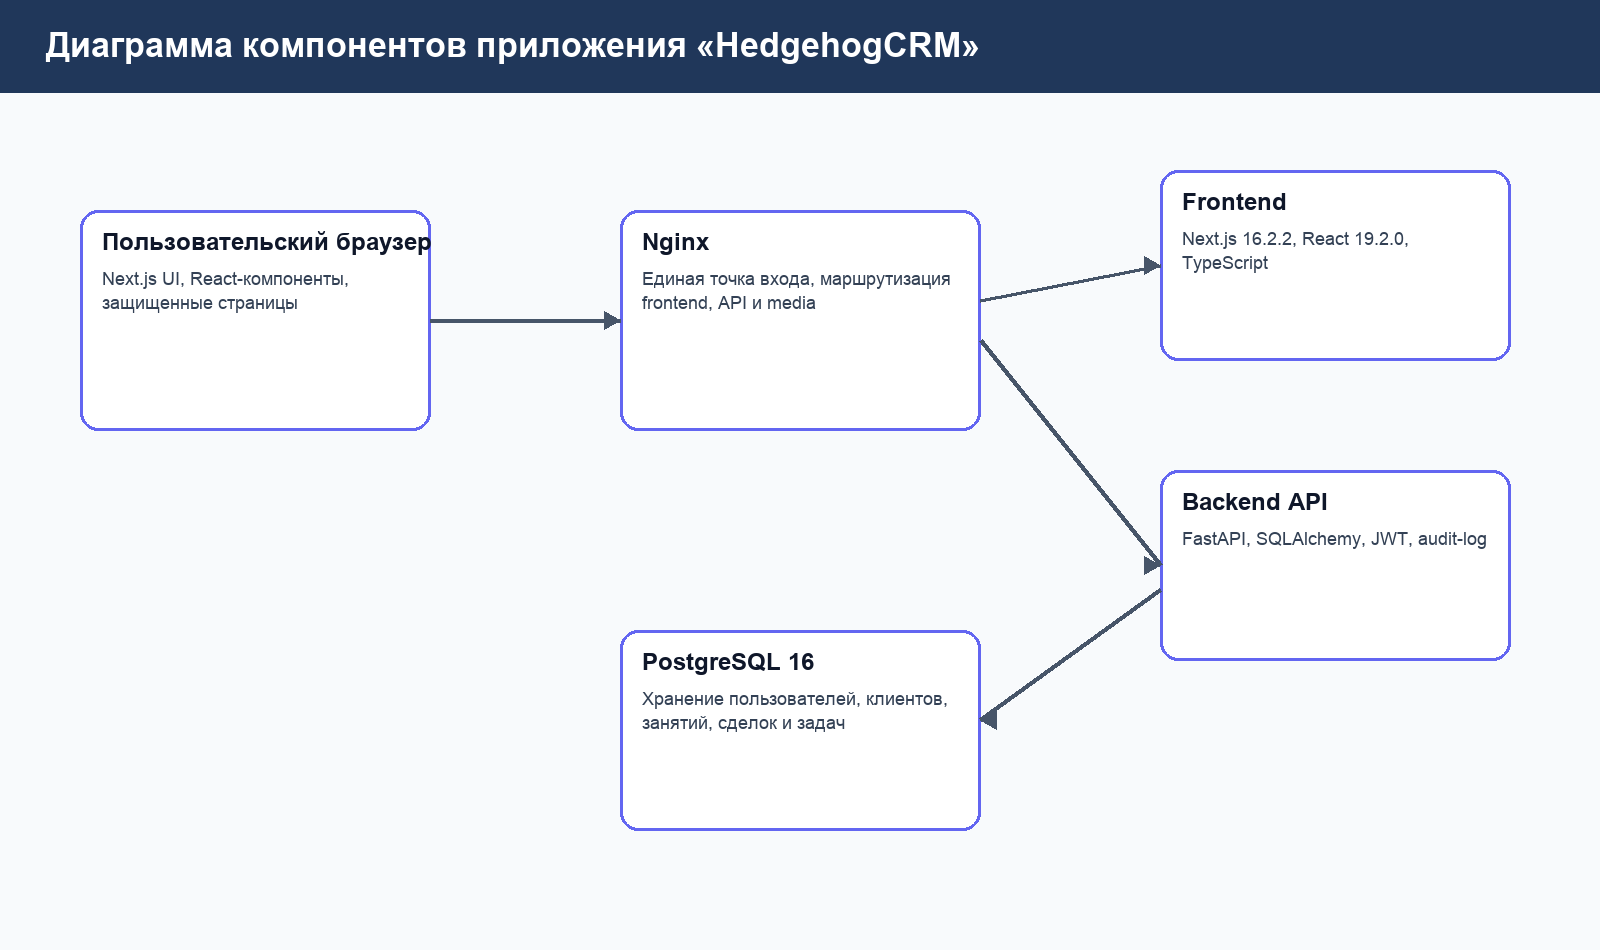 Диаграмма компонентов приложения «HedgehogCRM»
Пользовательский браузер
Next.js UI, React-компоненты,
защищенные страницы
Nginx
Единая точка входа, маршрутизация
frontend, API и media
Frontend
Next.js 16.2.2, React 19.2.0,
TypeScript
Backend API
FastAPI, SQLAlchemy, JWT, audit-log
PostgreSQL 16
Хранение пользователей, клиентов,
занятий, сделок и задач